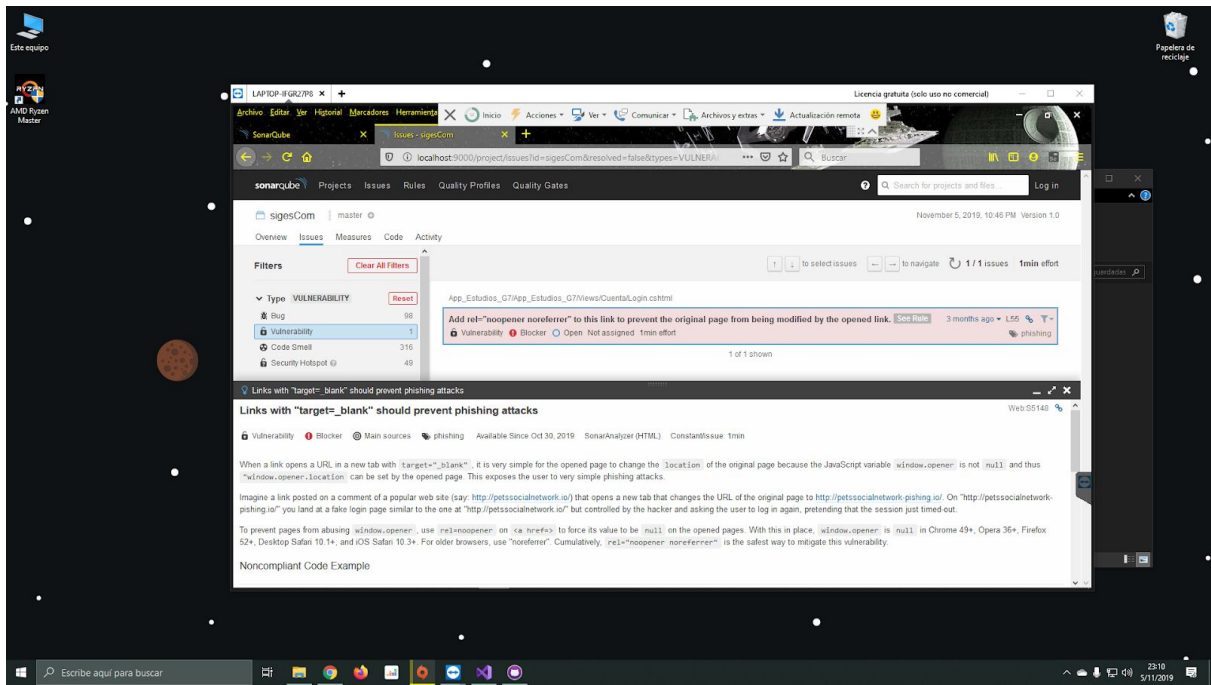 Este equipo
Papelera de
reciclaje
RYZEN
AMD Ryzen
Master
LAPTOP-IFGR27P8 × +
Licencia gratuita (solo uso no comercial)
Archivo Editar Ver Historial Marcadores Herramienta
Inicio Acciones Ver Comunicar Archivos y extras Actualización remota
SonarQube
Issues - sigesCom
localhost:9000/project/issues?id=sigesCom&resolved=false&types=VULNERA
Buscar
sonarqube Projects Issues Rules Quality Profiles Quality Gates
Search for projects and files...
Log in
sigesCom master
November 5, 2019, 10:46 PM Version 1.0
Overview Issues Measures Code Activity
Filters Clear All Filters
to select issues to navigate 1 / 1 issues 1min effort
Type VULNERABILITY Reset
Bug 98
Vulnerability 1
Code Smell 316
Security Hotspot 49
App_Estudios_G7/App_Estudios_G7/Views/Cuenta/Login.cshtml
Add rel="noopener noreferrer" to this link to prevent the original page from being modified by the opened link. See Rule 3 months ago L55
Vulnerability Blocker Open Not assigned 1min effort phishing
1 of 1 shown
Links with "target=_blank" should prevent phishing attacks
Links with "target=_blank" should prevent phishing attacks
Web:S5148
Vulnerability Blocker Main sources phishing Available Since Oct 30, 2019 SonarAnalyzer (HTML) Constant/issue: 1min
When a link opens a URL in a new tab with target="_blank" , it is very simple for the opened page to change the location of the original page because the JavaScript variable window.opener is not null and thus
"window.opener.location can be set by the opened page. This exposes the user to very simple phishing attacks.
Imagine a link posted on a comment of a popular web site (say: http://petssocialnetwork.io/) that opens a new tab that changes the URL of the original page to http://petssocialnetwork-pishing.io/. On "http://petssocialnetwork-
pishing.io/" you land at a fake login page similar to the one at "http://petssocialnetwork.io/" but controlled by the hacker and asking the user to log in again, pretending that the session just timed-out.
To prevent pages from abusing window.opener , use rel=noopener on <a href=> to force its value to be null on the opened pages. With this in place, window.opener is null in Chrome 49+, Opera 36+, Firefox
52+, Desktop Safari 10.1+, and iOS Safari 10.3+. For older browsers, use "noreferrer". Cumulatively, rel="noopener noreferrer" is the safest way to mitigate this vulnerability.
Noncompliant Code Example
Escribe aquí para buscar
23:10
5/11/2019